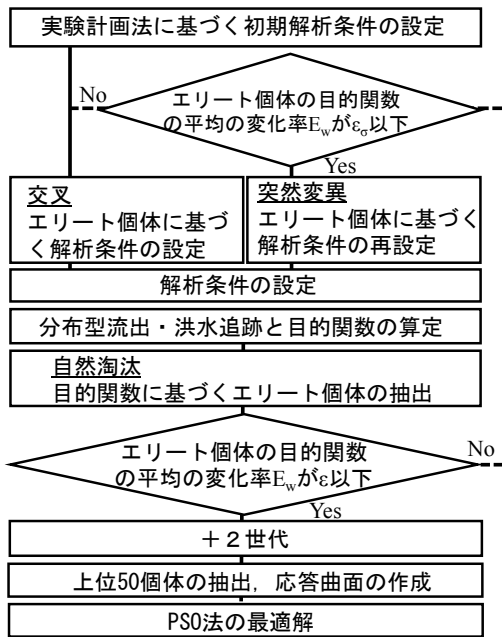 実験計画法に基づく初期解析条件の設定
No
エリート個体の目的関数
の平均の変化率Ewがεσ以下
Yes
交叉
エリート個体に基づ
く解析条件の設定
突然変異
エリート個体に基づく
解析条件の再設定
解析条件の設定
分布型流出・洪水追跡と目的関数の算定
自然淘汰
目的関数に基づくエリート個体の抽出
エリート個体の目的関数
の平均の変化率Ewがε以下
No
Yes
＋２世代
上位50個体の抽出，応答曲面の作成
PSO法の最適解